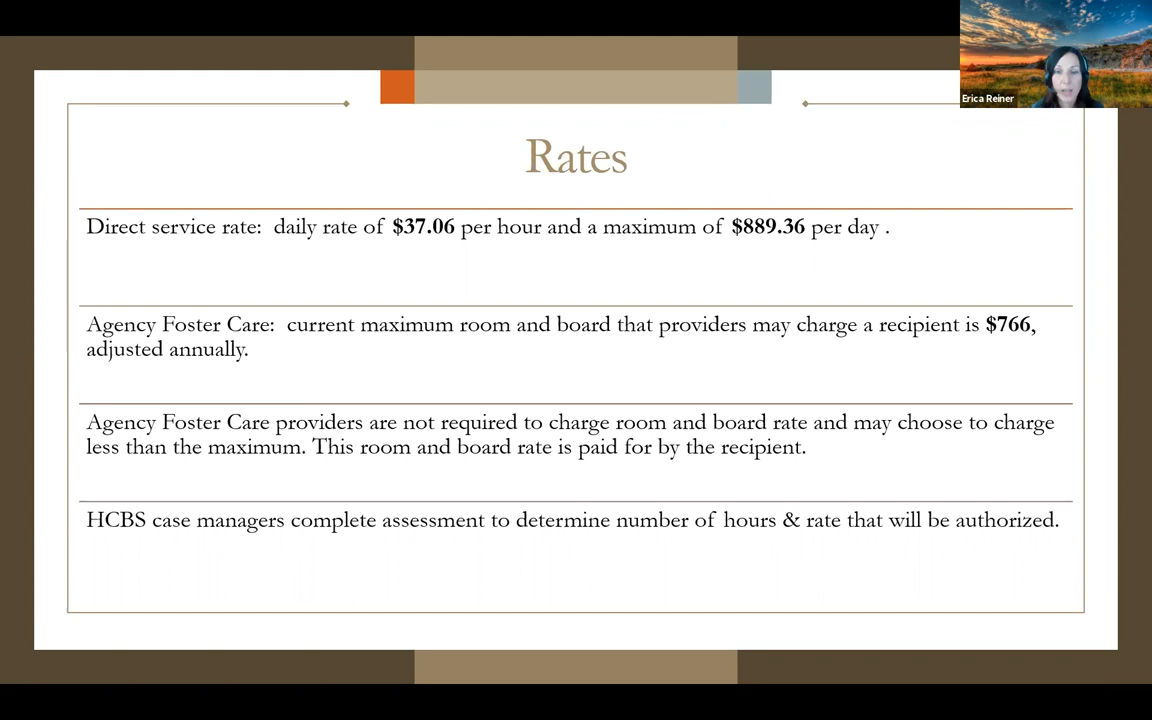 Erica Reiner
Rates
Direct service rate:  daily rate of $37.06 per hour and a maximum of $889.36 per day .
Agency Foster Care:  current maximum room and board that providers may charge a recipient is $766,
adjusted annually.
Agency Foster Care providers are not required to charge room and board rate and may choose to charge
less than the maximum. This room and board rate is paid for by the recipient.
HCBS case managers complete assessment to determine number of hours & rate that will be authorized.